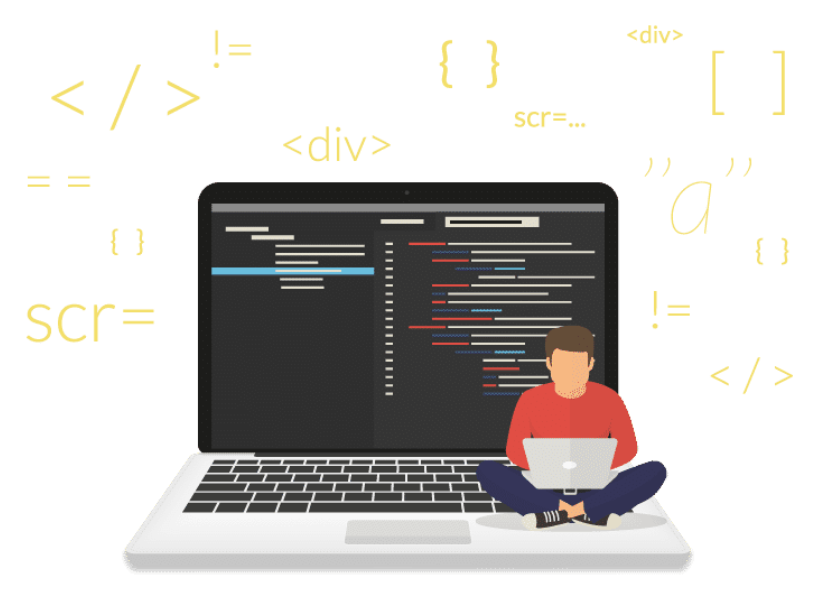 !=
<div>
{ }
</>
[ ]
scr=...
<div>
"a"
==
{ }
{ }
scr=
!=
</>